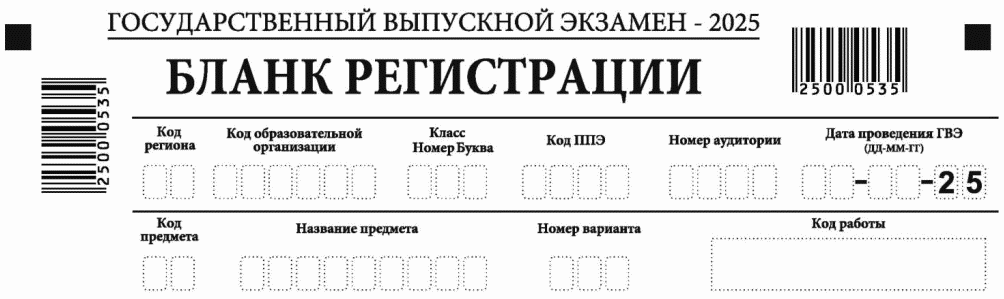 ГОСУДАРСТВЕННЫЙ ВЫПУСКНОЙ ЭКЗАМЕН - 2025
БЛАНК РЕГИСТРАЦИИ
2500 0535
2500 0535
Код региона
Код образовательной организации
Класс
Номер Буква
Код ППЭ
Номер аудитории
Дата проведения ГВЭ
(ДД-ММ-ГГ)
- - 25
Код предмета
Название предмета
Номер варианта
Код работы